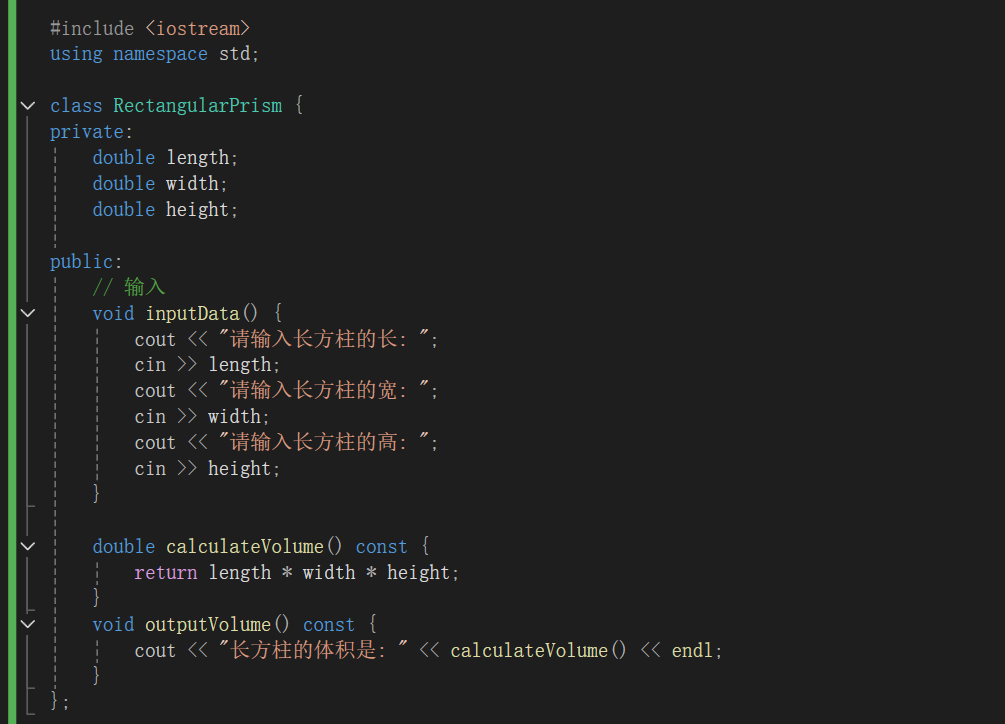 #include <iostream>
using namespace std;
class RectangularPrism {
private:
double length;
double width;
double height;
public:
// 输入
void inputData() {
cout << "请输入长方柱的长: ";
cin >> length;
cout << "请输入长方柱的宽: ";
cin >> width;
cout << "请输入长方柱的高: ";
cin >> height;
}
double calculateVolume() const {
return length * width * height;
}
void outputVolume() const {
cout << "长方柱的体积是: " << calculateVolume() << endl;
}
};